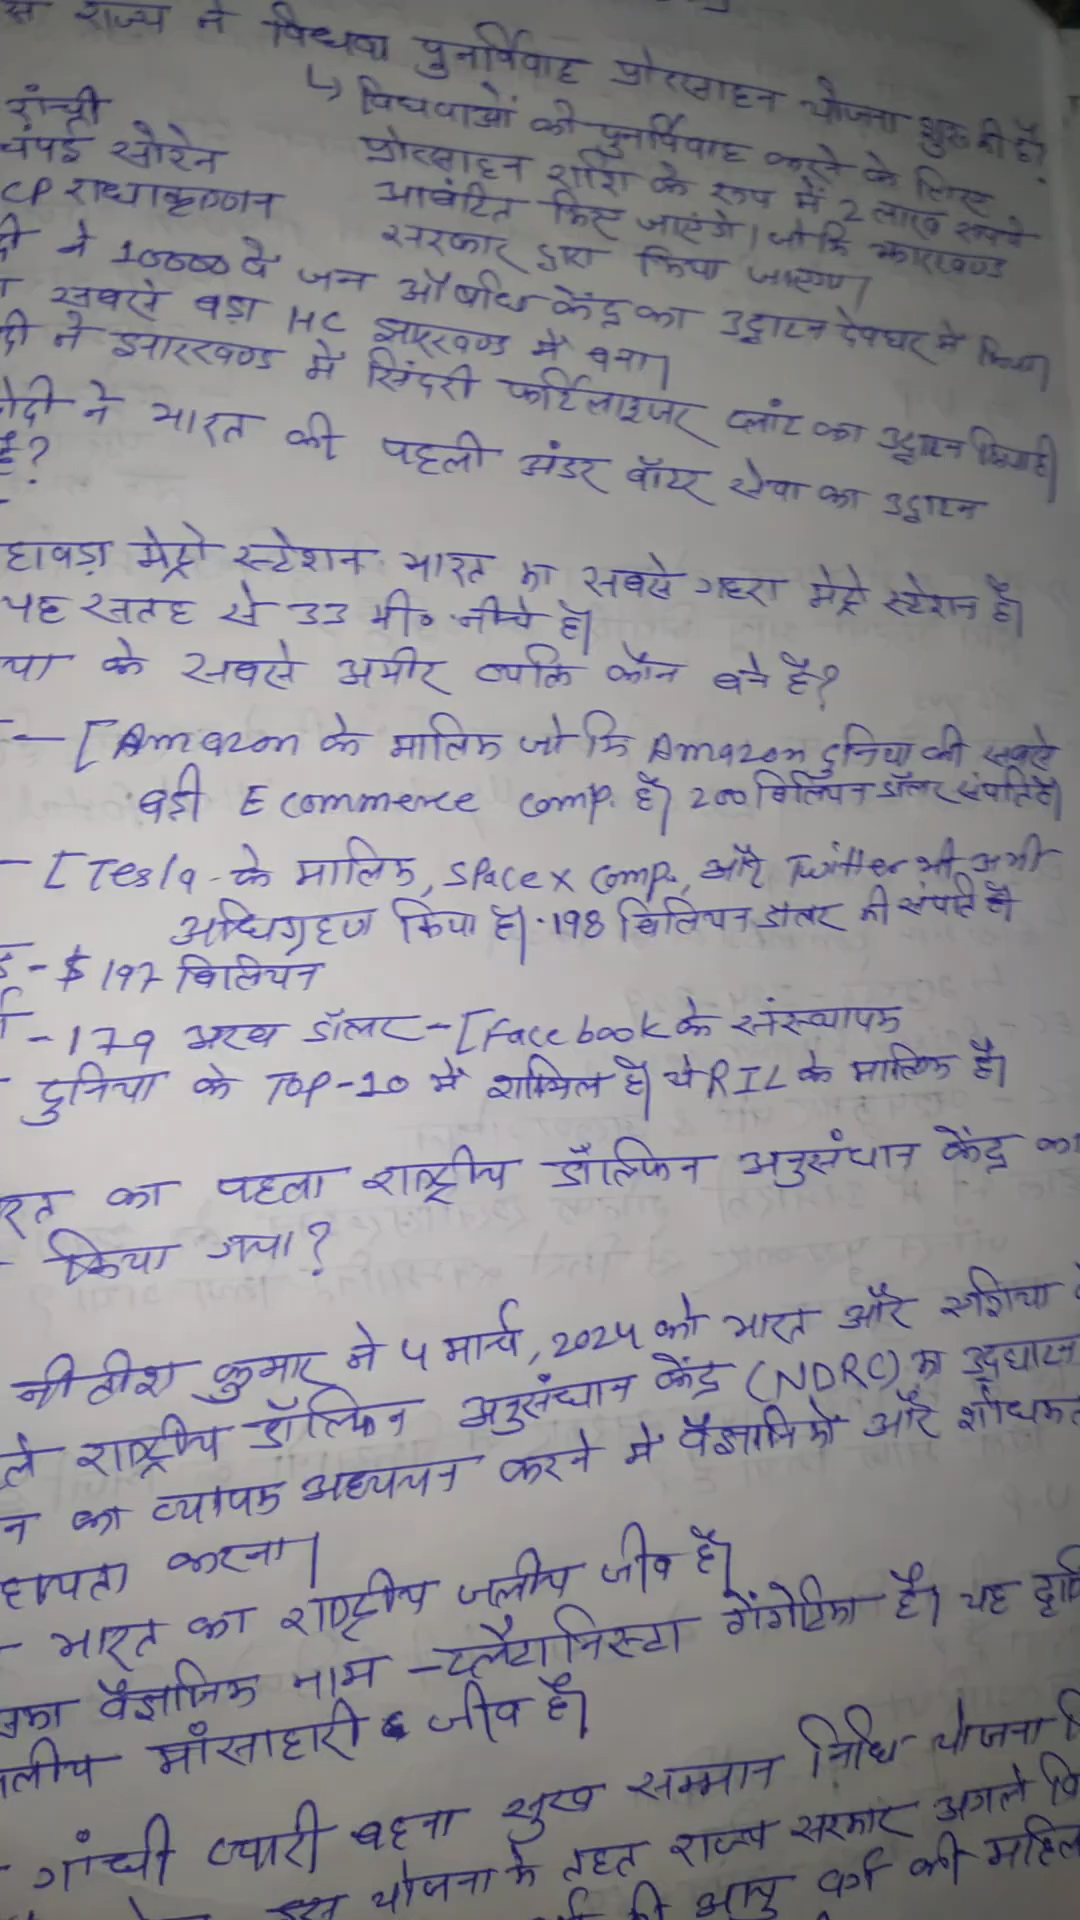 राज्य ने विधवा पुनर्विवाह प्रोत्साहन योजना शुरू की है?
↳ विधवाओं को पुनर्विवाह करने के लिए
रांची
प्रोत्साहन राशि के रूप में 2 लाख रूपये
चंपई सोरेन
आवंटित किए जाएंगे। जो कि झारखण्ड
CP राधाकृष्णन
सरकार द्वारा किया जाएगा।
ने 10000वे जन औषधि केंद्र का उद्घाटन देवघर में किया।
सबसे बड़ा HC झारखण्ड में बना।
दी ने झारखण्ड में सिंदरी फर्टिलाइजर प्लांट का उद्घाटन किया है।
मोदी ने भारत की पहली अंडर वॉटर सेवा का उद्घाटन
है?
हावड़ा मेट्रो स्टेशन भारत का सबसे गहरा मेट्रो स्टेशन है।
यह सतह से 33 मी० नीचे है।
या के सबसे अमीर व्यक्ति कौन बने है?
– [Amazon के मालिक जो कि Amazon दुनिया की सबसे
बड़ी E commerce comp. है। 200 बिलियन डॉलर संपति है।
– [Tesla के मालिक, SPaceX comp., और Twitter भी अभी
अधिग्रहण किया है। 198 बिलियन डालर की संपति है
- $ 197 बिलियन
- 179 अरब डॉलर – [Facebook के संस्थापक
- दुनिया के TOP-10 में शामिल है। ये RIL के मालिक है।
रत का पहला राष्ट्रीय डॉल्फिन अनुसंधान केंद्र का
- किया गया?
नीतीश कुमार ने 4 मार्च, 2024 को भारत और एशिया
ले राष्ट्रीय डॉल्फिन अनुसंधान केंद्र (NDRC) का उद्घाटन
न का व्यापक अध्ययन करने में वैज्ञानिकों और शोधकर्
हायता करना।
- भारत का राष्ट्रीय जलीय जीव है।
वैज्ञानिक नाम – प्लैटानिस्टा गेंगेटिका है। यह
लीय मांसाहारी जीव है।
- गांधी प्यारी बहना सुख सम्मान निधि योजना
इस योजना के तहत राज्य सरकार अगले
की आयु वर्ग की महिल